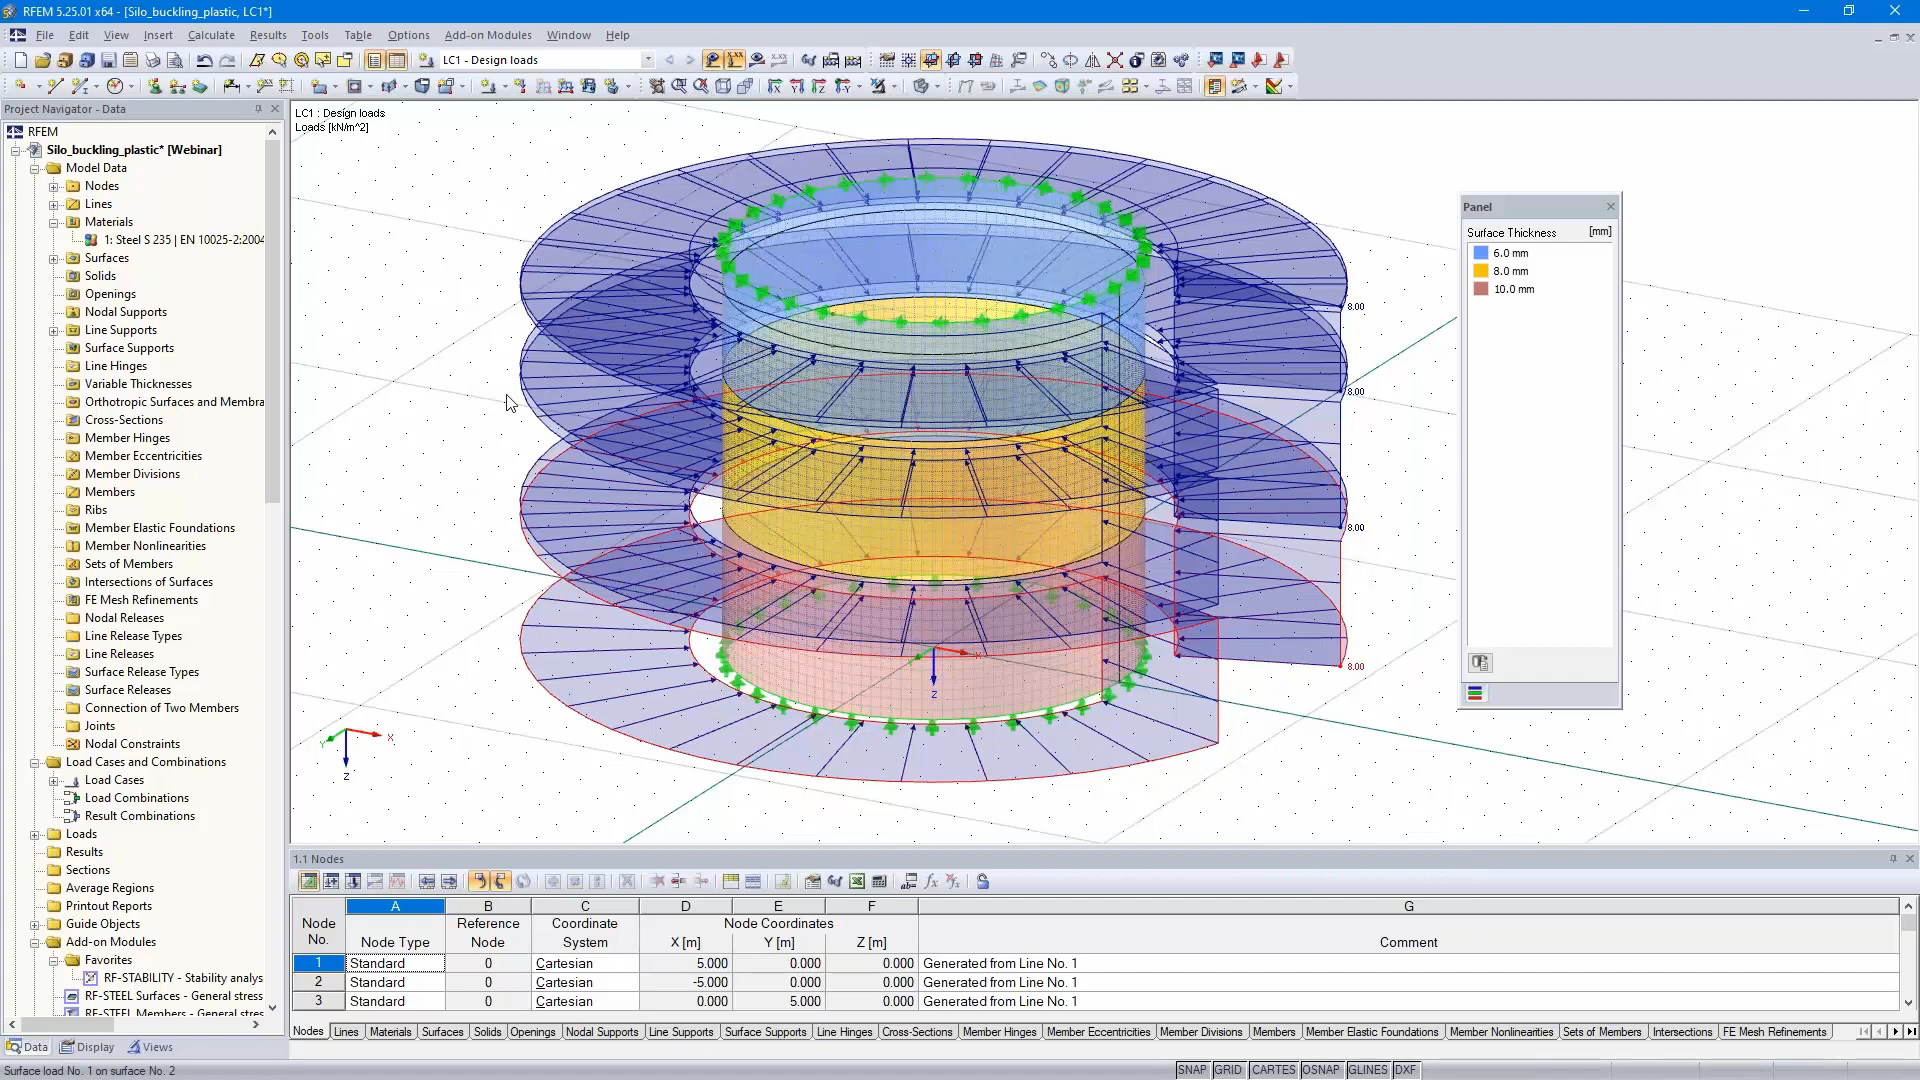 RFEM 5.25.01 x64 - [Silo_buckling_plastic, LC1*]
File Edit View Insert Calculate Results Tools Table Options Add-on Modules Window Help
LC1 - Design loads
Project Navigator - Data
RFEM
Silo_buckling_plastic* [Webinar]
Model Data
Nodes
Lines
Materials
1: Steel S 235 | EN 10025-2:2004
Surfaces
Solids
Openings
Nodal Supports
Line Supports
Surface Supports
Line Hinges
Variable Thicknesses
Orthotropic Surfaces and Membra
Cross-Sections
Member Hinges
Member Eccentricities
Member Divisions
Members
Ribs
Member Elastic Foundations
Member Nonlinearities
Sets of Members
Intersections of Surfaces
FE Mesh Refinements
Nodal Releases
Line Release Types
Line Releases
Surface Release Types
Surface Releases
Connection of Two Members
Joints
Nodal Constraints
Load Cases and Combinations
Load Cases
Load Combinations
Result Combinations
Loads
Results
Sections
Average Regions
Printout Reports
Guide Objects
Add-on Modules
Favorites
RF-STABILITY - Stability analys
RF-STEEL Surfaces - General stress
RF-STEEL Members - General stres
Data Display Views
LC1 : Design loads
Loads [kN/m^2]
8.00
8.00
8.00
8.00
Z
X
Y
Z
Panel
Surface Thickness [mm]
6.0 mm
8.0 mm
10.0 mm
1.1 Nodes
A B C D E F G
Node Reference Coordinate Node Coordinates
No. Node Type Node System X [m] Y [m] Z [m] Comment
1 Standard 0 Cartesian 5.000 0.000 0.000 Generated from Line No. 1
2 Standard 0 Cartesian -5.000 0.000 0.000 Generated from Line No. 1
3 Standard 0 Cartesian 0.000 5.000 0.000 Generated from Line No. 1
Nodes Lines Materials Surfaces Solids Openings Nodal Supports Line Supports Surface Supports Line Hinges Cross-Sections Member Hinges Member Eccentricities Member Divisions Members Member Elastic Foundations Member Nonlinearities Sets of Members Intersections FE Mesh Refinements
Surface load No. 1 on surface No. 2
SNAP GRID CARTES OSNAP GLINES DXF